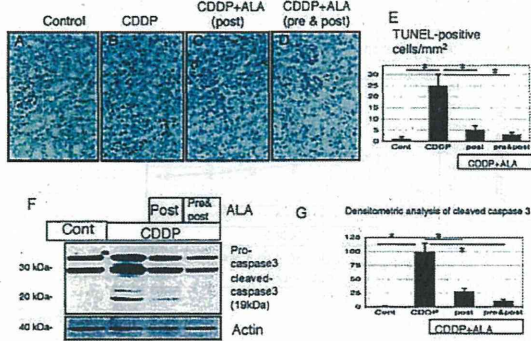 Control CDDP CDDP+ALA (post) CDDP+ALA (pre & post)
A B C D
E
TUNEL-positive
cells/mm²
* * *
30
25
20
15
10
5
0
Cont CDDP post pre&post
CDDP+ALA
F
Post Pre& post ALA
Cont CDDP
30 kDa-
20 kDa-
40 kDa-
Pro-
caspase3
cleaved-
caspase3
(19kDa)
Actin
G Densitometric analysis of cleaved caspase 3
* * *
125
100
75
50
25
0
Cont CDDP post pre&post
CDDP+ALA